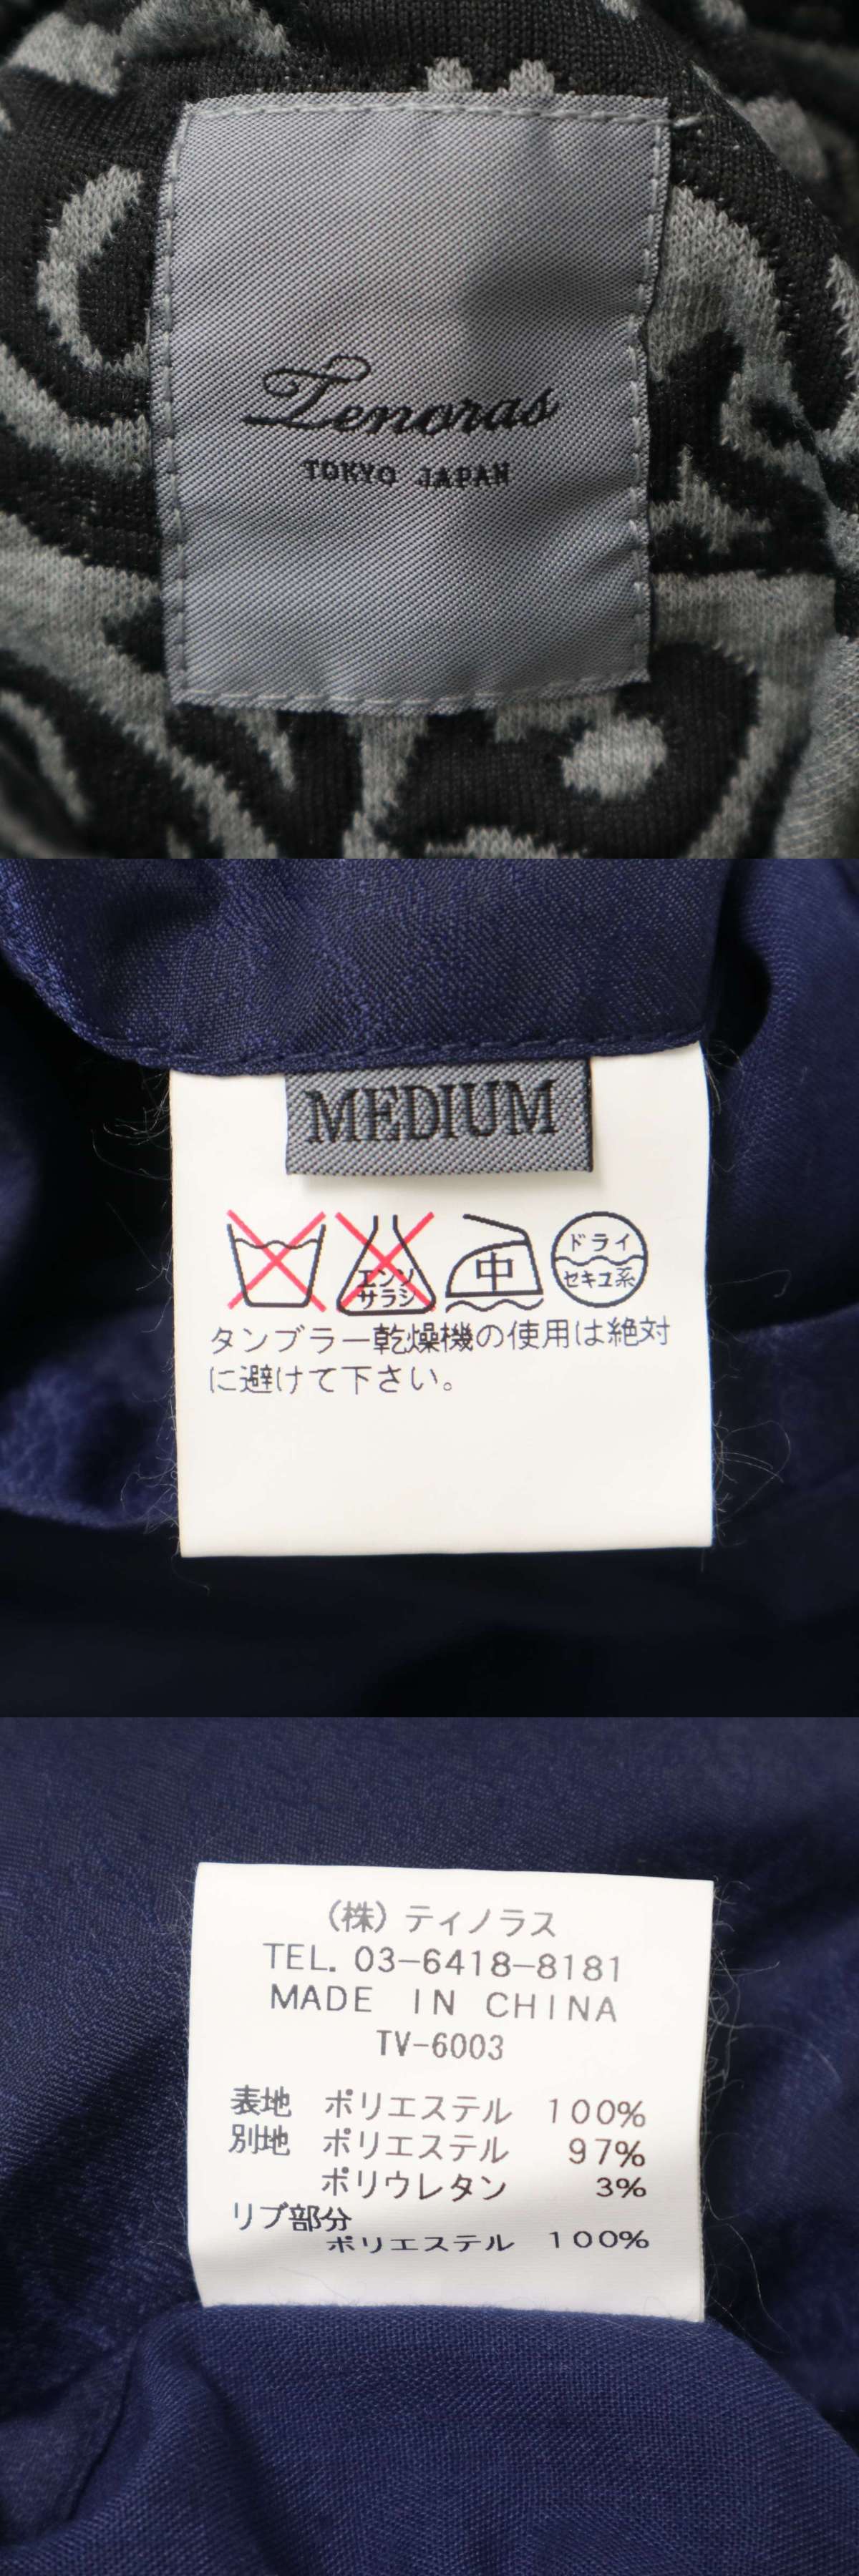 Tenoras
TOKYO JAPAN
MEDIUM
エンソ
サラシ
中
ドライ
セキユ系
タンブラー乾燥機の使用は絶対
に避けて下さい。
(株) ティノラス
TEL. 03-6418-8181
MADE IN CHINA
TV-6003
表地 ポリエステル 100%
別地 ポリエステル 97%
ポリウレタン 3%
リブ部分
ポリエステル 100%